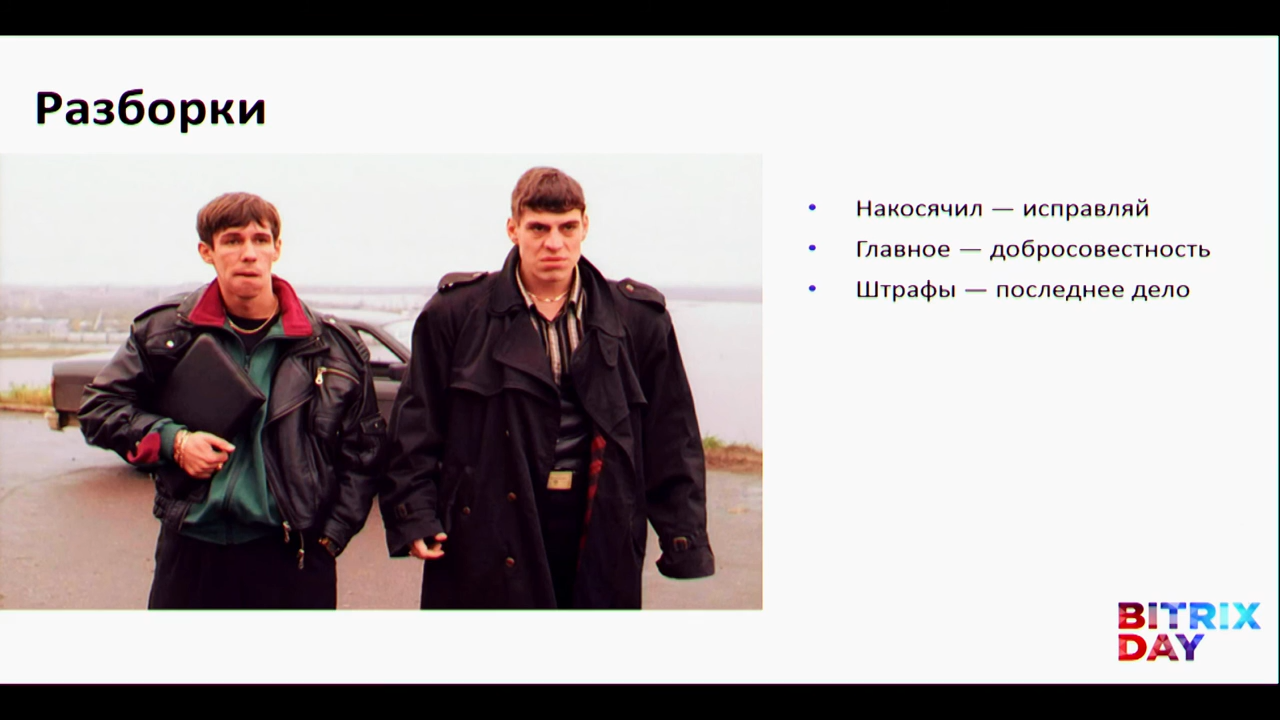 Разборки
• Накосячил — исправляй
• Главное — добросовестность
• Штрафы — последнее дело
BITRIX
DAY